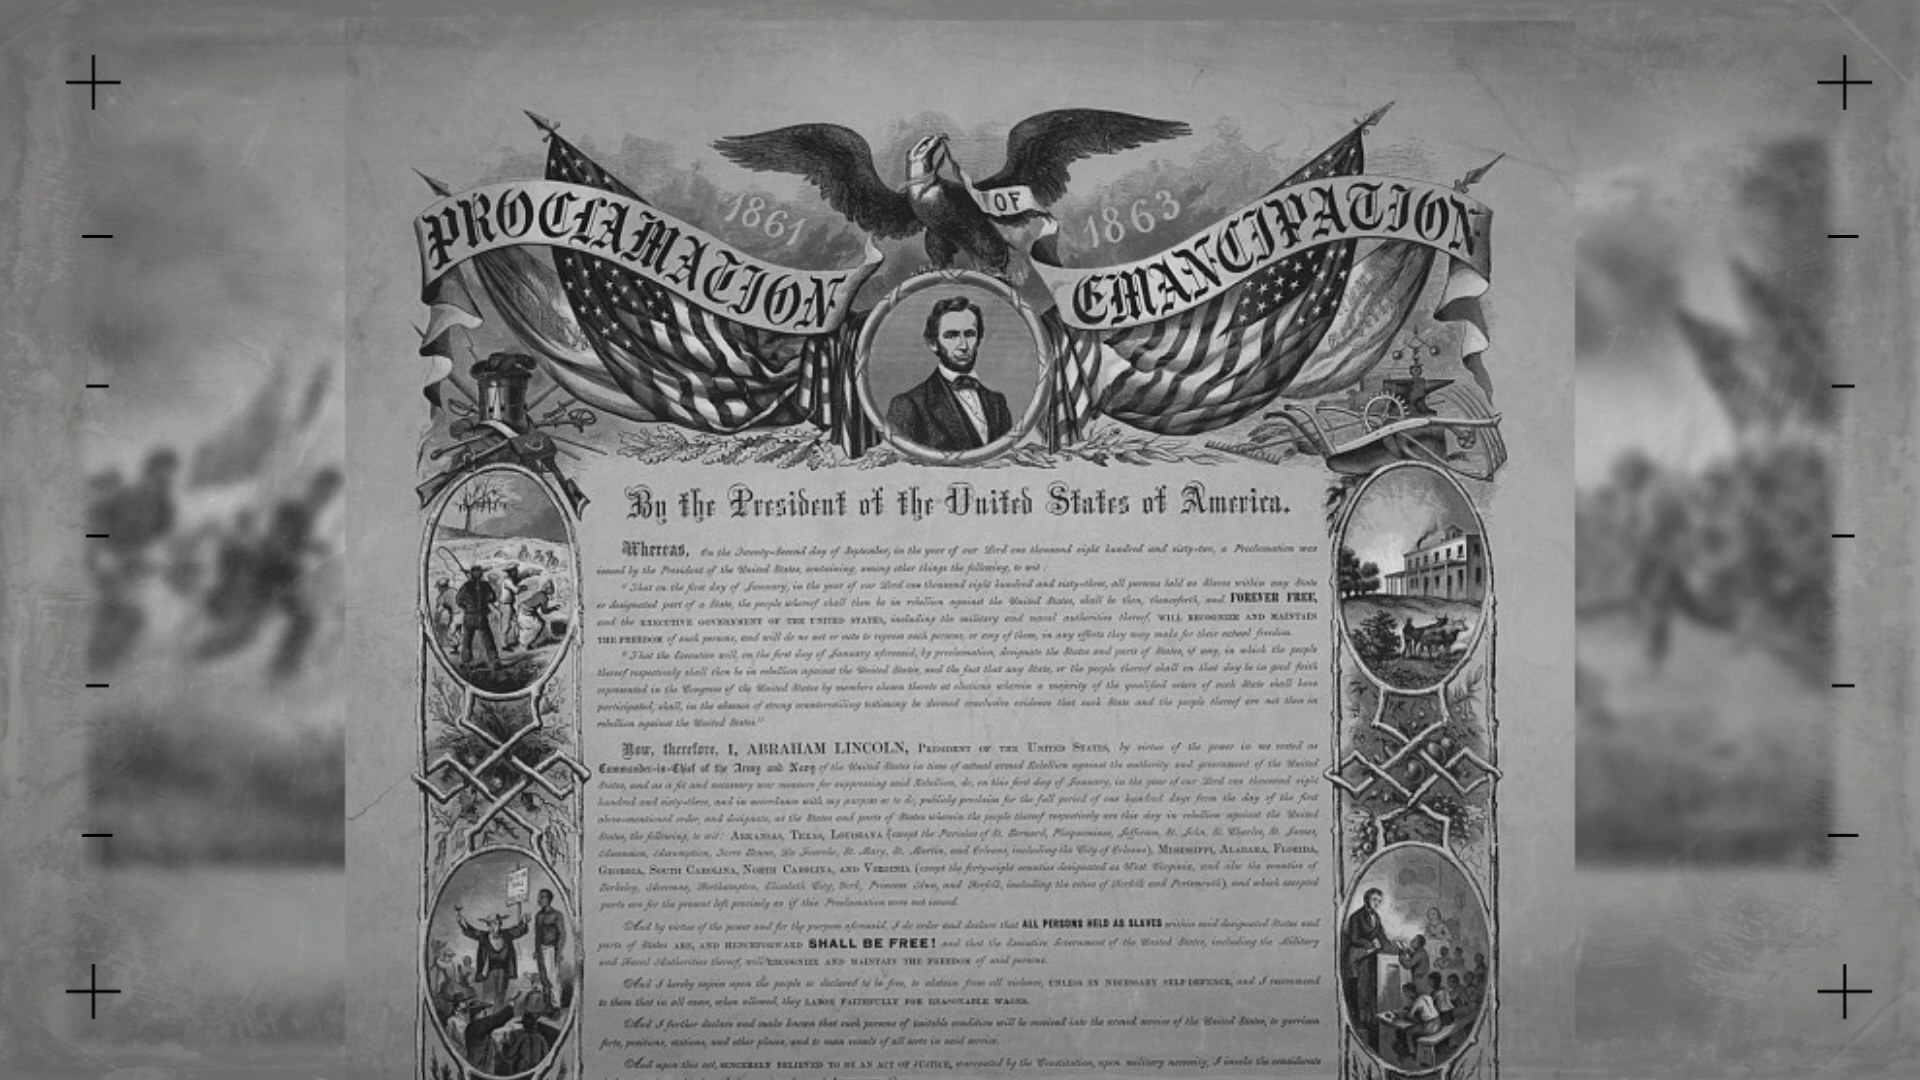 PROCLAMATION
1861
OF
1863
EMANCIPATION
By the President of the United States of America.
Whereas, On the Twenty-Second day of September, in the year of our Lord one thousand eight hundred and sixty-two, a Proclamation was
issued by the President of the United States, containing, among other things the following, to wit:
"That on the first day of January, in the year of our Lord one thousand eight hundred and sixty-three, all persons held as Slaves within any State
or designated part of a State, the people whereof shall then be in rebellion against the United States, shall be then, thenceforth, and FOREVER FREE,
and the EXECUTIVE GOVERNMENT OF THE UNITED STATES, including the military and naval authorities thereof, WILL RECOGNIZE AND MAINTAIN
THE FREEDOM of such persons, and will do no act or acts to repress such persons, or any of them, in any efforts they may make for their actual freedom.
"That the Executive will, on the first day of January aforesaid, by proclamation, designate the States and parts of States, if any, in which the people
thereof respectively shall then be in rebellion against the United States, and the fact that any State, or the people thereof shall on that day be in good faith
represented in the Congress of the United States by members chosen thereto at elections wherein a majority of the qualified voters of such State shall have
participated, shall, in the absence of strong countervailing testimony be deemed conclusive evidence that such State and the people thereof are not then in
rebellion against the United States."
Now, therefore, I, ABRAHAM LINCOLN, PRESIDENT OF THE UNITED STATES, by virtue of the power in me vested as
Commander-in-Chief of the Army and Navy of the United States in time of actual armed Rebellion against the authority and government of the United
States, and as a fit and necessary war measure for suppressing said Rebellion, do, on this first day of January, in the year of our Lord one thousand eight
hundred and sixty-three, and in accordance with my purpose so to do, publicly proclaim for the full period of one hundred days from the day of the first
above-mentioned order, and designate, as the States and parts of States wherein the people thereof respectively are this day in rebellion against the United
States, the following, to wit: ARKANSAS, TEXAS, LOUISIANA (except the Parishes of St. Bernard, Plaquemines, Jefferson, St. John, St. Charles, St. James,
Ascension, Assumption, Terre Bonne, La Fourche, St. Mary, St. Martin, and Orleans, including the City of Orleans), MISSISSIPPI, ALABAMA, FLORIDA,
GEORGIA, SOUTH CAROLINA, NORTH CAROLINA, AND VIRGINIA (except the forty-eight counties designated as West Virginia, and also the counties of
Berkeley, Accomac, Northampton, Elizabeth City, York, Princess Ann, and Norfolk, including the cities of Norfolk and Portsmouth), and which excepted
parts are for the present left precisely as if this Proclamation were not issued.
And by virtue of the power and for the purpose aforesaid, I do order and declare that ALL PERSONS HELD AS SLAVES within said designated States and
parts of States ARE, AND HENCEFORWARD SHALL BE FREE! and that the Executive Government of the United States, including the Military
and Naval Authorities thereof, will RECOGNIZE AND MAINTAIN THE FREEDOM of said persons.
And I hereby enjoin upon the people so declared to be free, to abstain from all violence, UNLESS IN NECESSARY SELF-DEFENCE, and I recommend
to them that in all cases, when allowed, they LABOR FAITHFULLY FOR REASONABLE WAGES.
And I further declare and make known that such persons of suitable condition will be received into the armed service of the United States, to garrison
forts, positions, stations, and other places, and to man vessels of all sorts in said service.
And upon this act, SINCERELY BELIEVED TO BE AN ACT OF JUSTICE, warranted by the Constitution, upon military necessity, I invoke the considerate